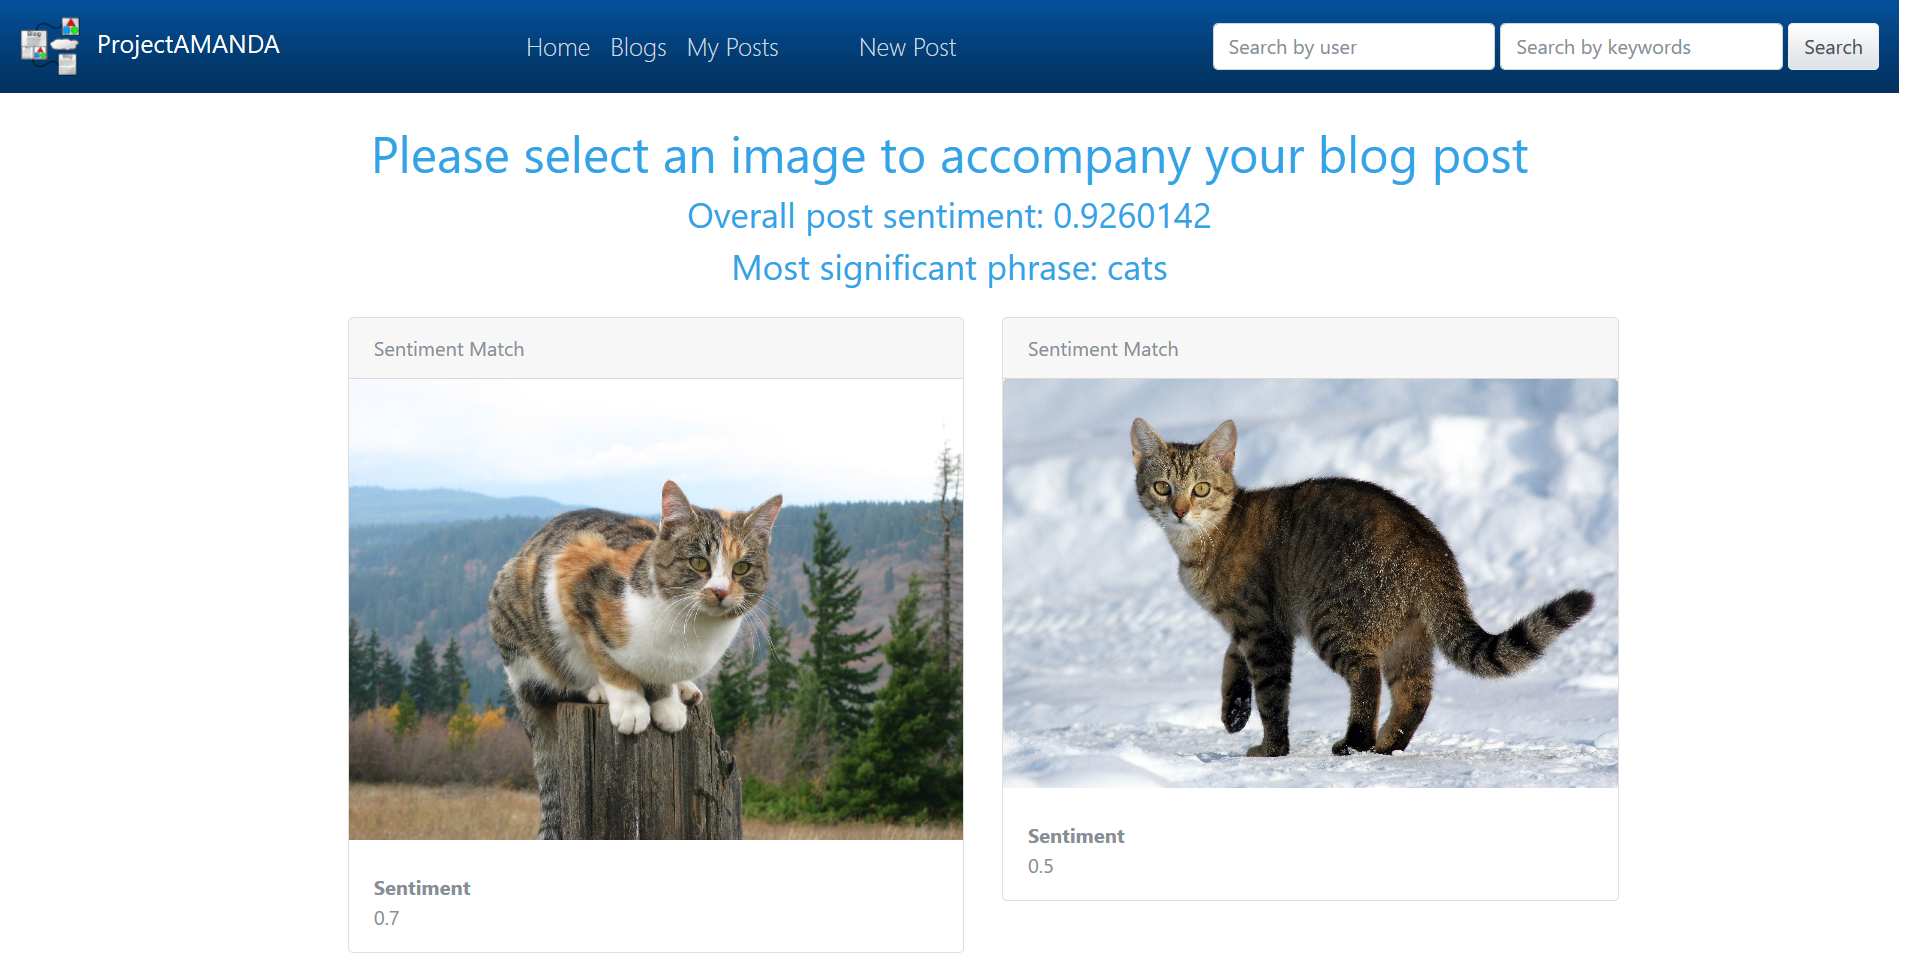 ProjectAMANDA
Home Blogs My Posts New Post
Search by user Search by keywords Search
Please select an image to accompany your blog post
Overall post sentiment: 0.9260142
Most significant phrase: cats
Sentiment Match
Sentiment
0.7
Sentiment Match
Sentiment
0.5